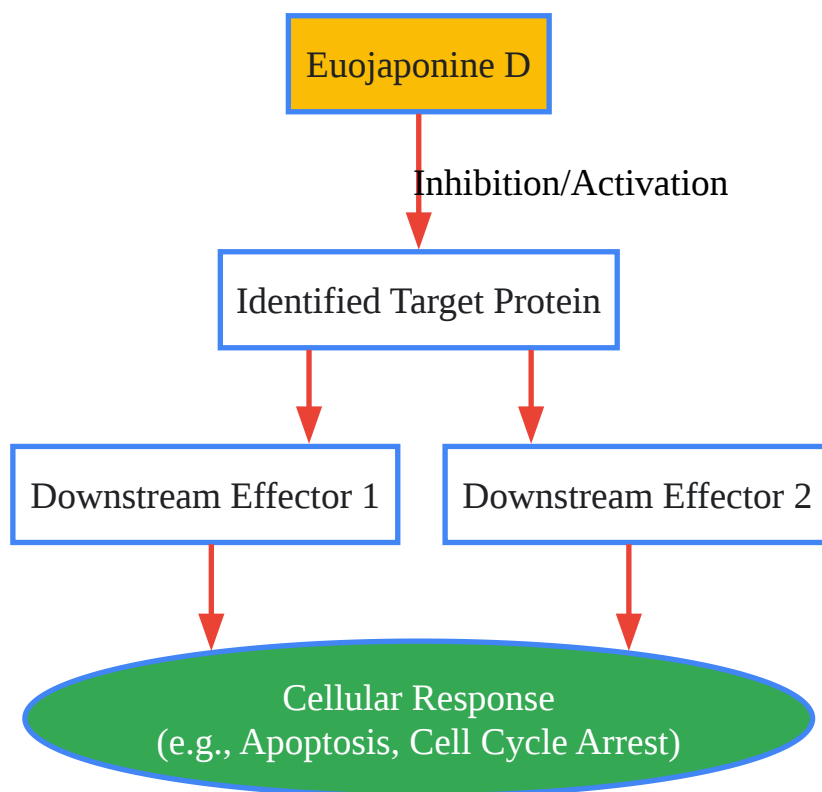 Euojaponine D
Inhibition/Activation
Identified Target Protein
Downstream Effector 1
Downstream Effector 2
Cellular Response
(e.g., Apoptosis, Cell Cycle Arrest)